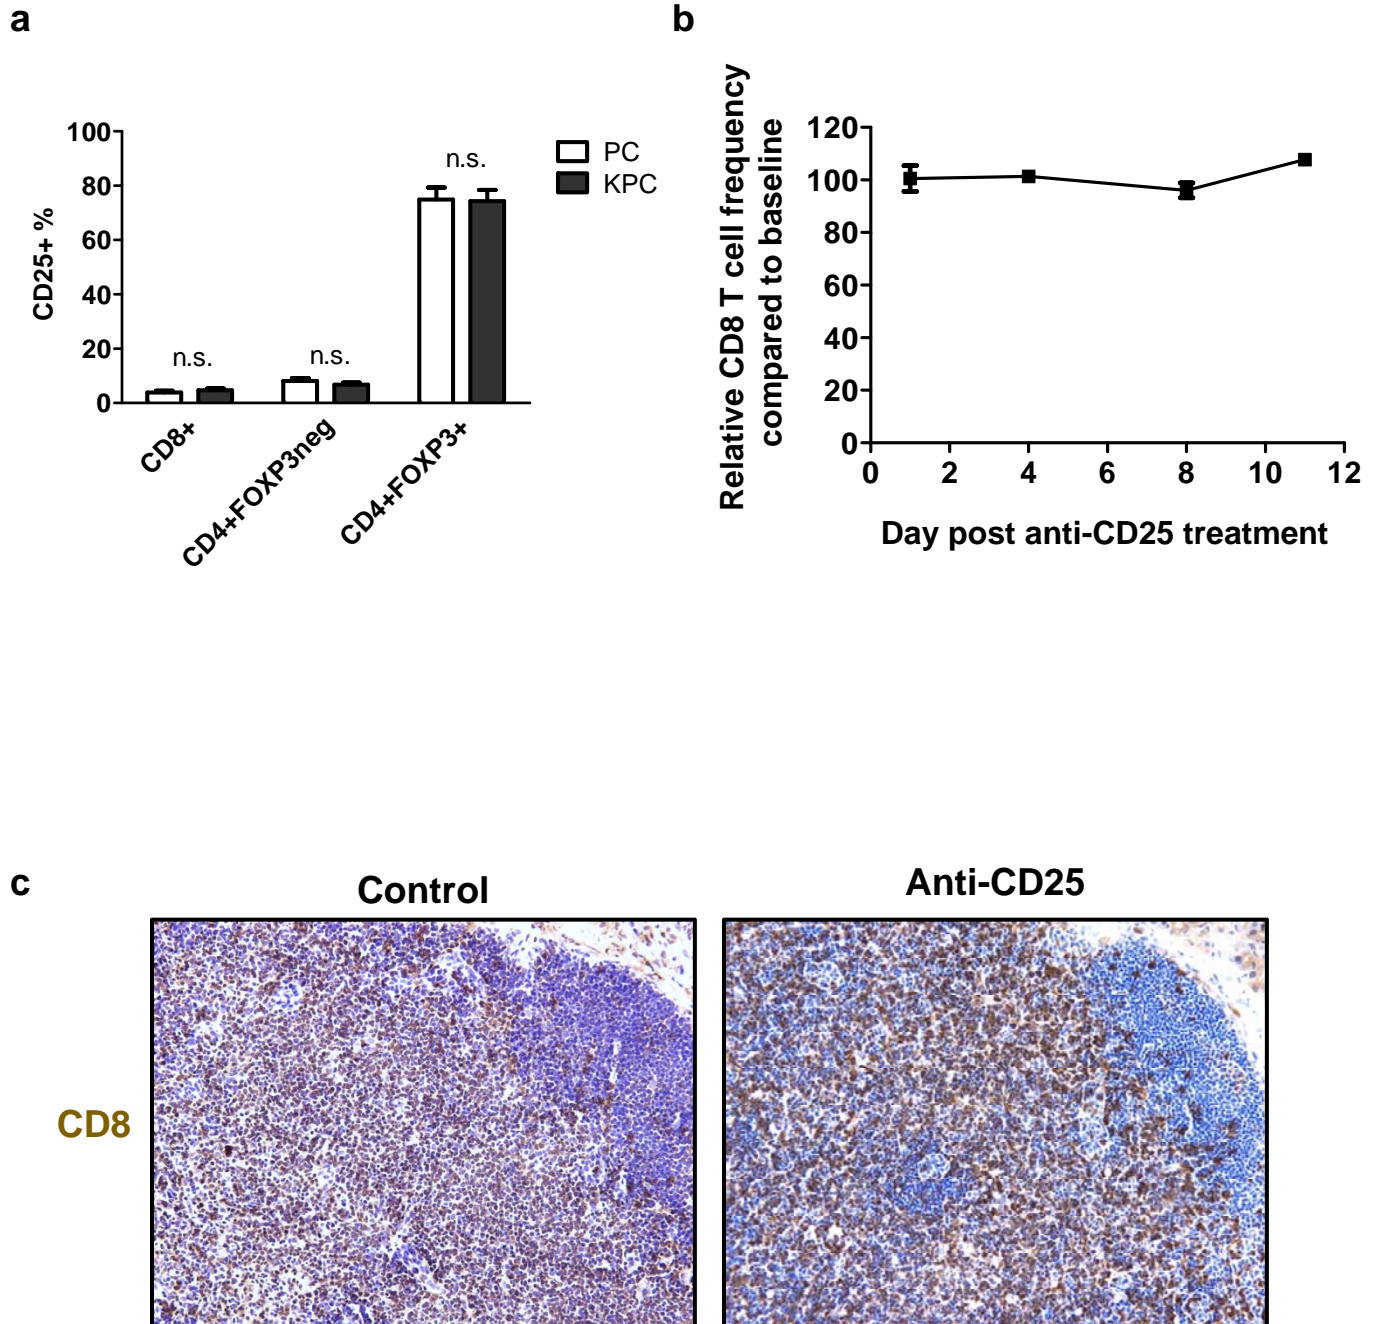 a
100
80
60
40
20
0
CD25+ %
n.s.
n.s.
n.s.
CD8+
CD4+FOXP3neg
CD4+FOXP3+
PC
KPC
b
Relative CD8 T cell frequency
compared to baseline
120
100
80
60
40
20
0
0 2 4 6 8 10 12
Day post anti-CD25 treatment
c
Control
Anti-CD25
CD8